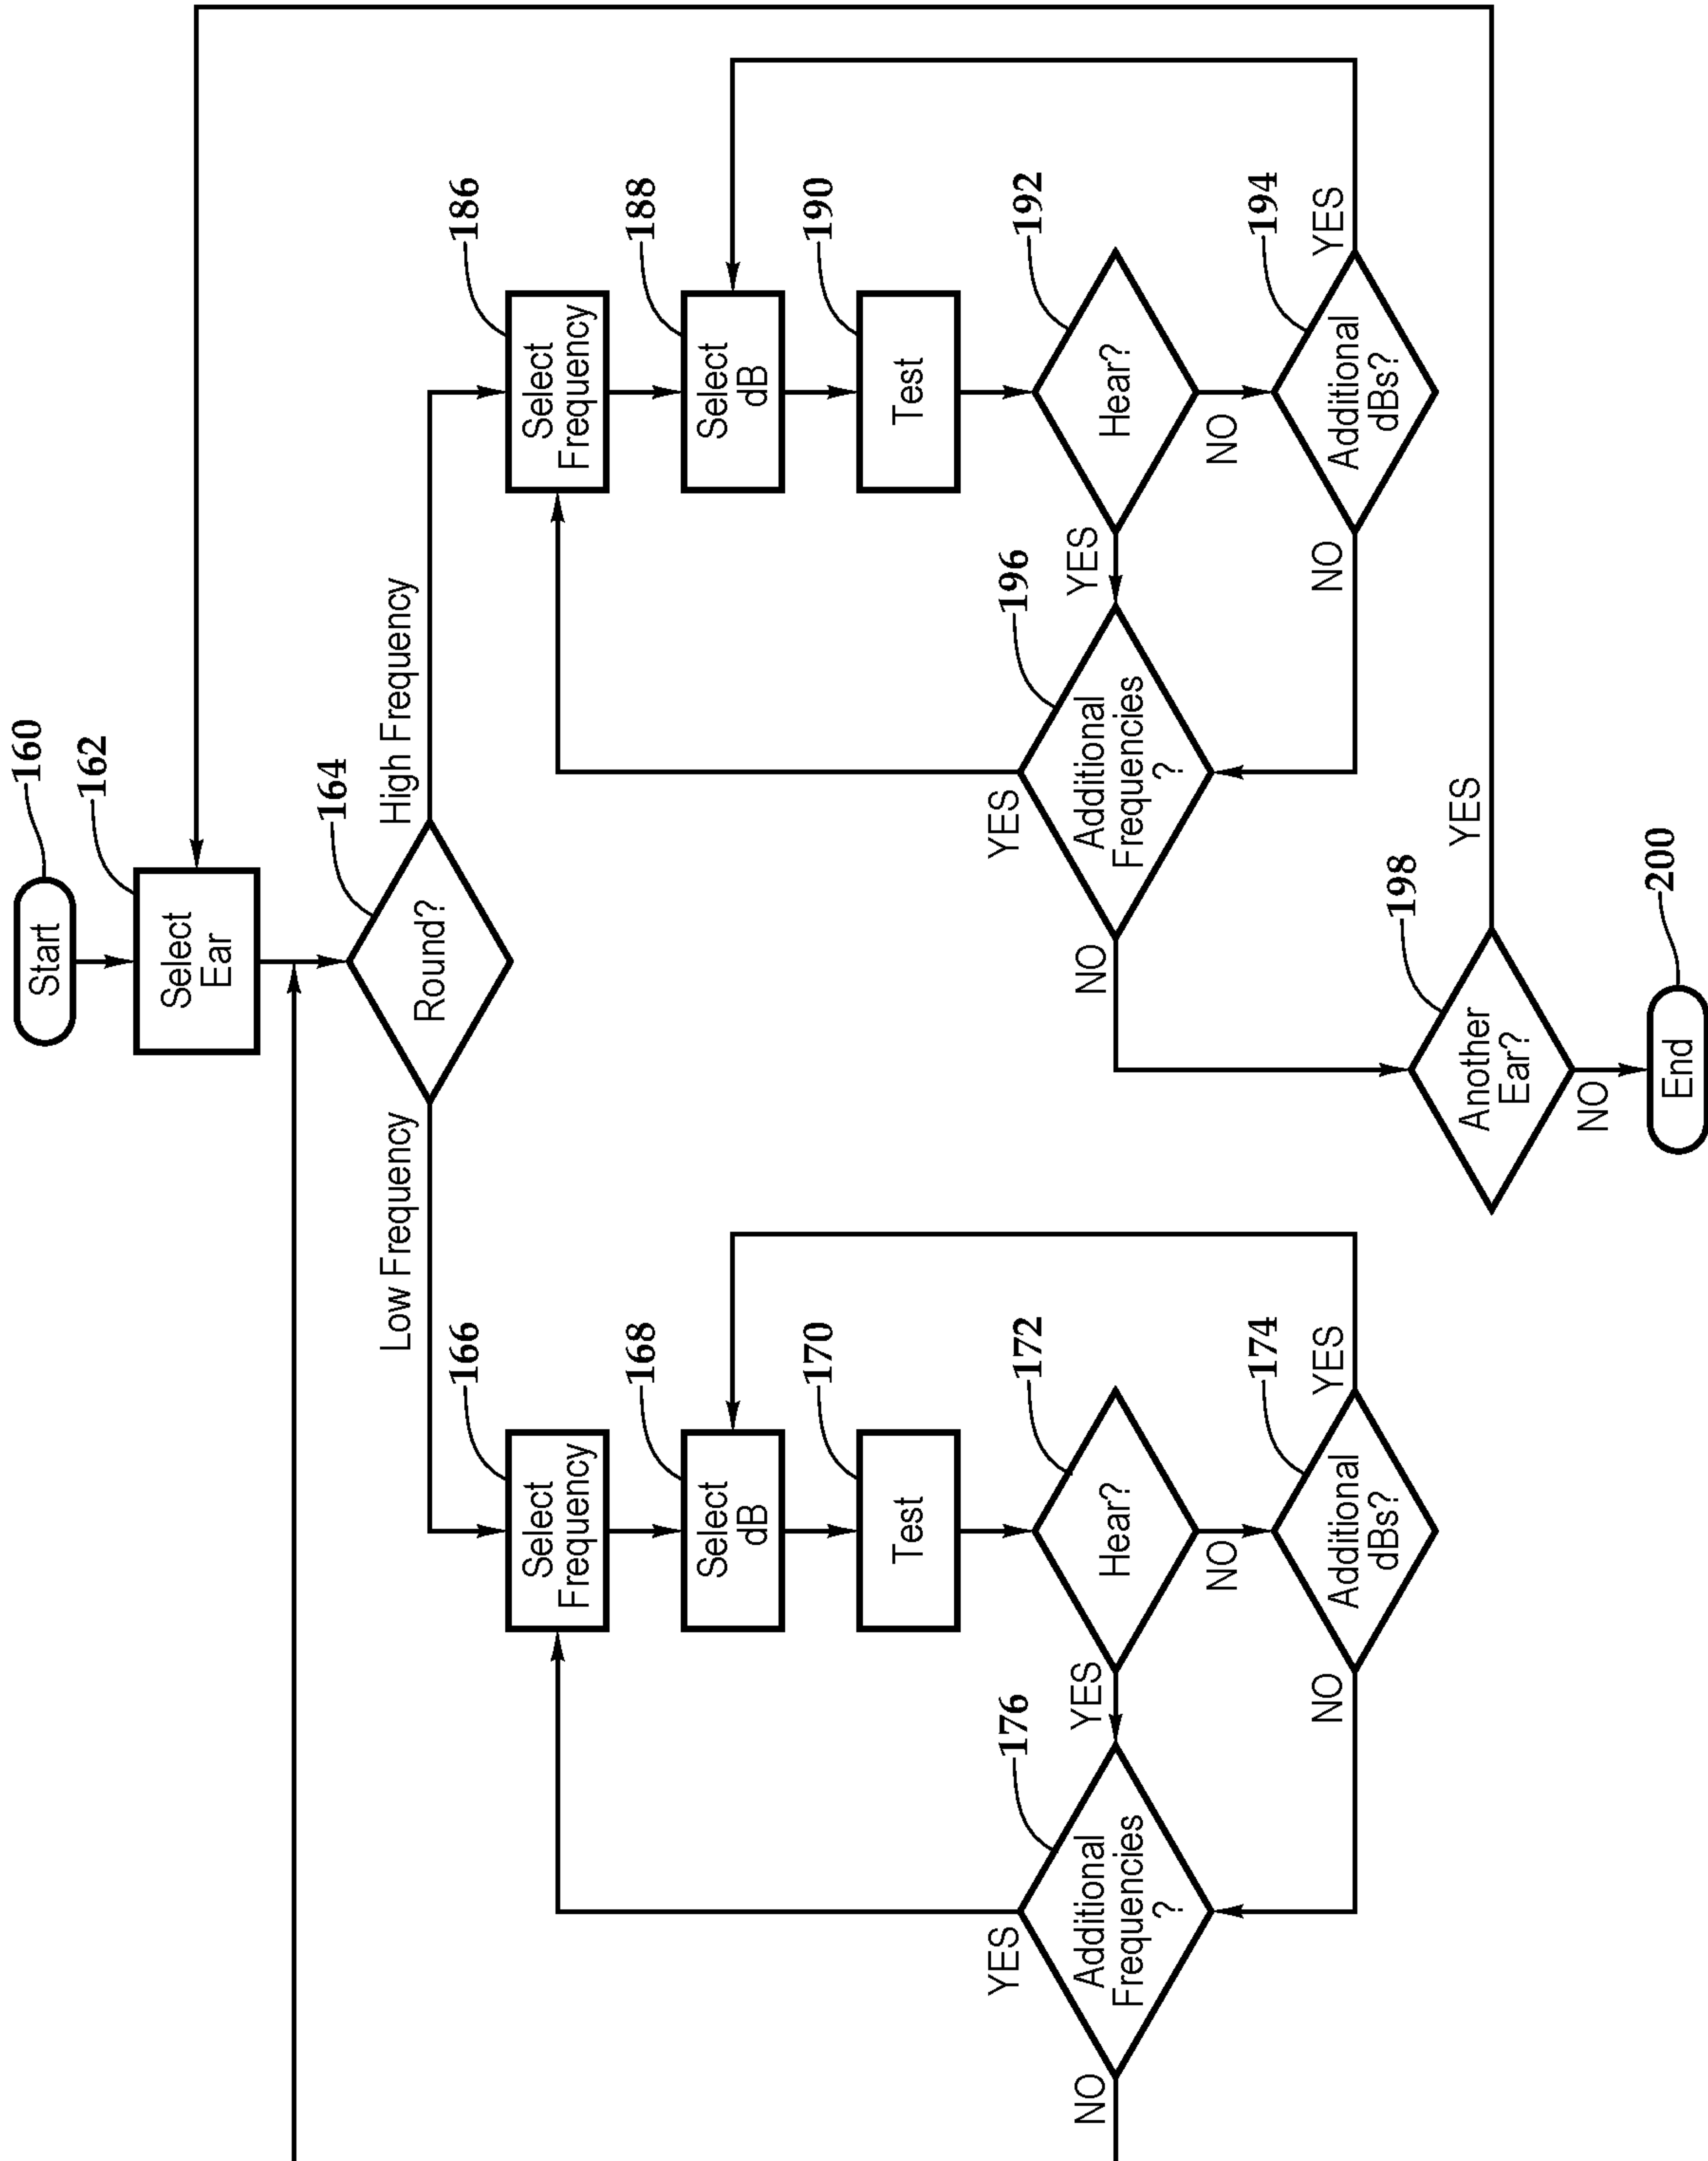 Start
160
Select
Ear
162
Round?
164
Low Frequency
High Frequency
Select
Frequency
166
Select
dB
168
Test
170
Hear?
172
YES
NO
Additional
dBs?
174
YES
NO
Additional
Frequencies
?
176
YES
NO
Select
Frequency
186
Select
dB
188
Test
190
Hear?
192
YES
NO
Additional
dBs?
194
YES
NO
Additional
Frequencies
?
196
YES
NO
Another
Ear?
198
YES
NO
End
200